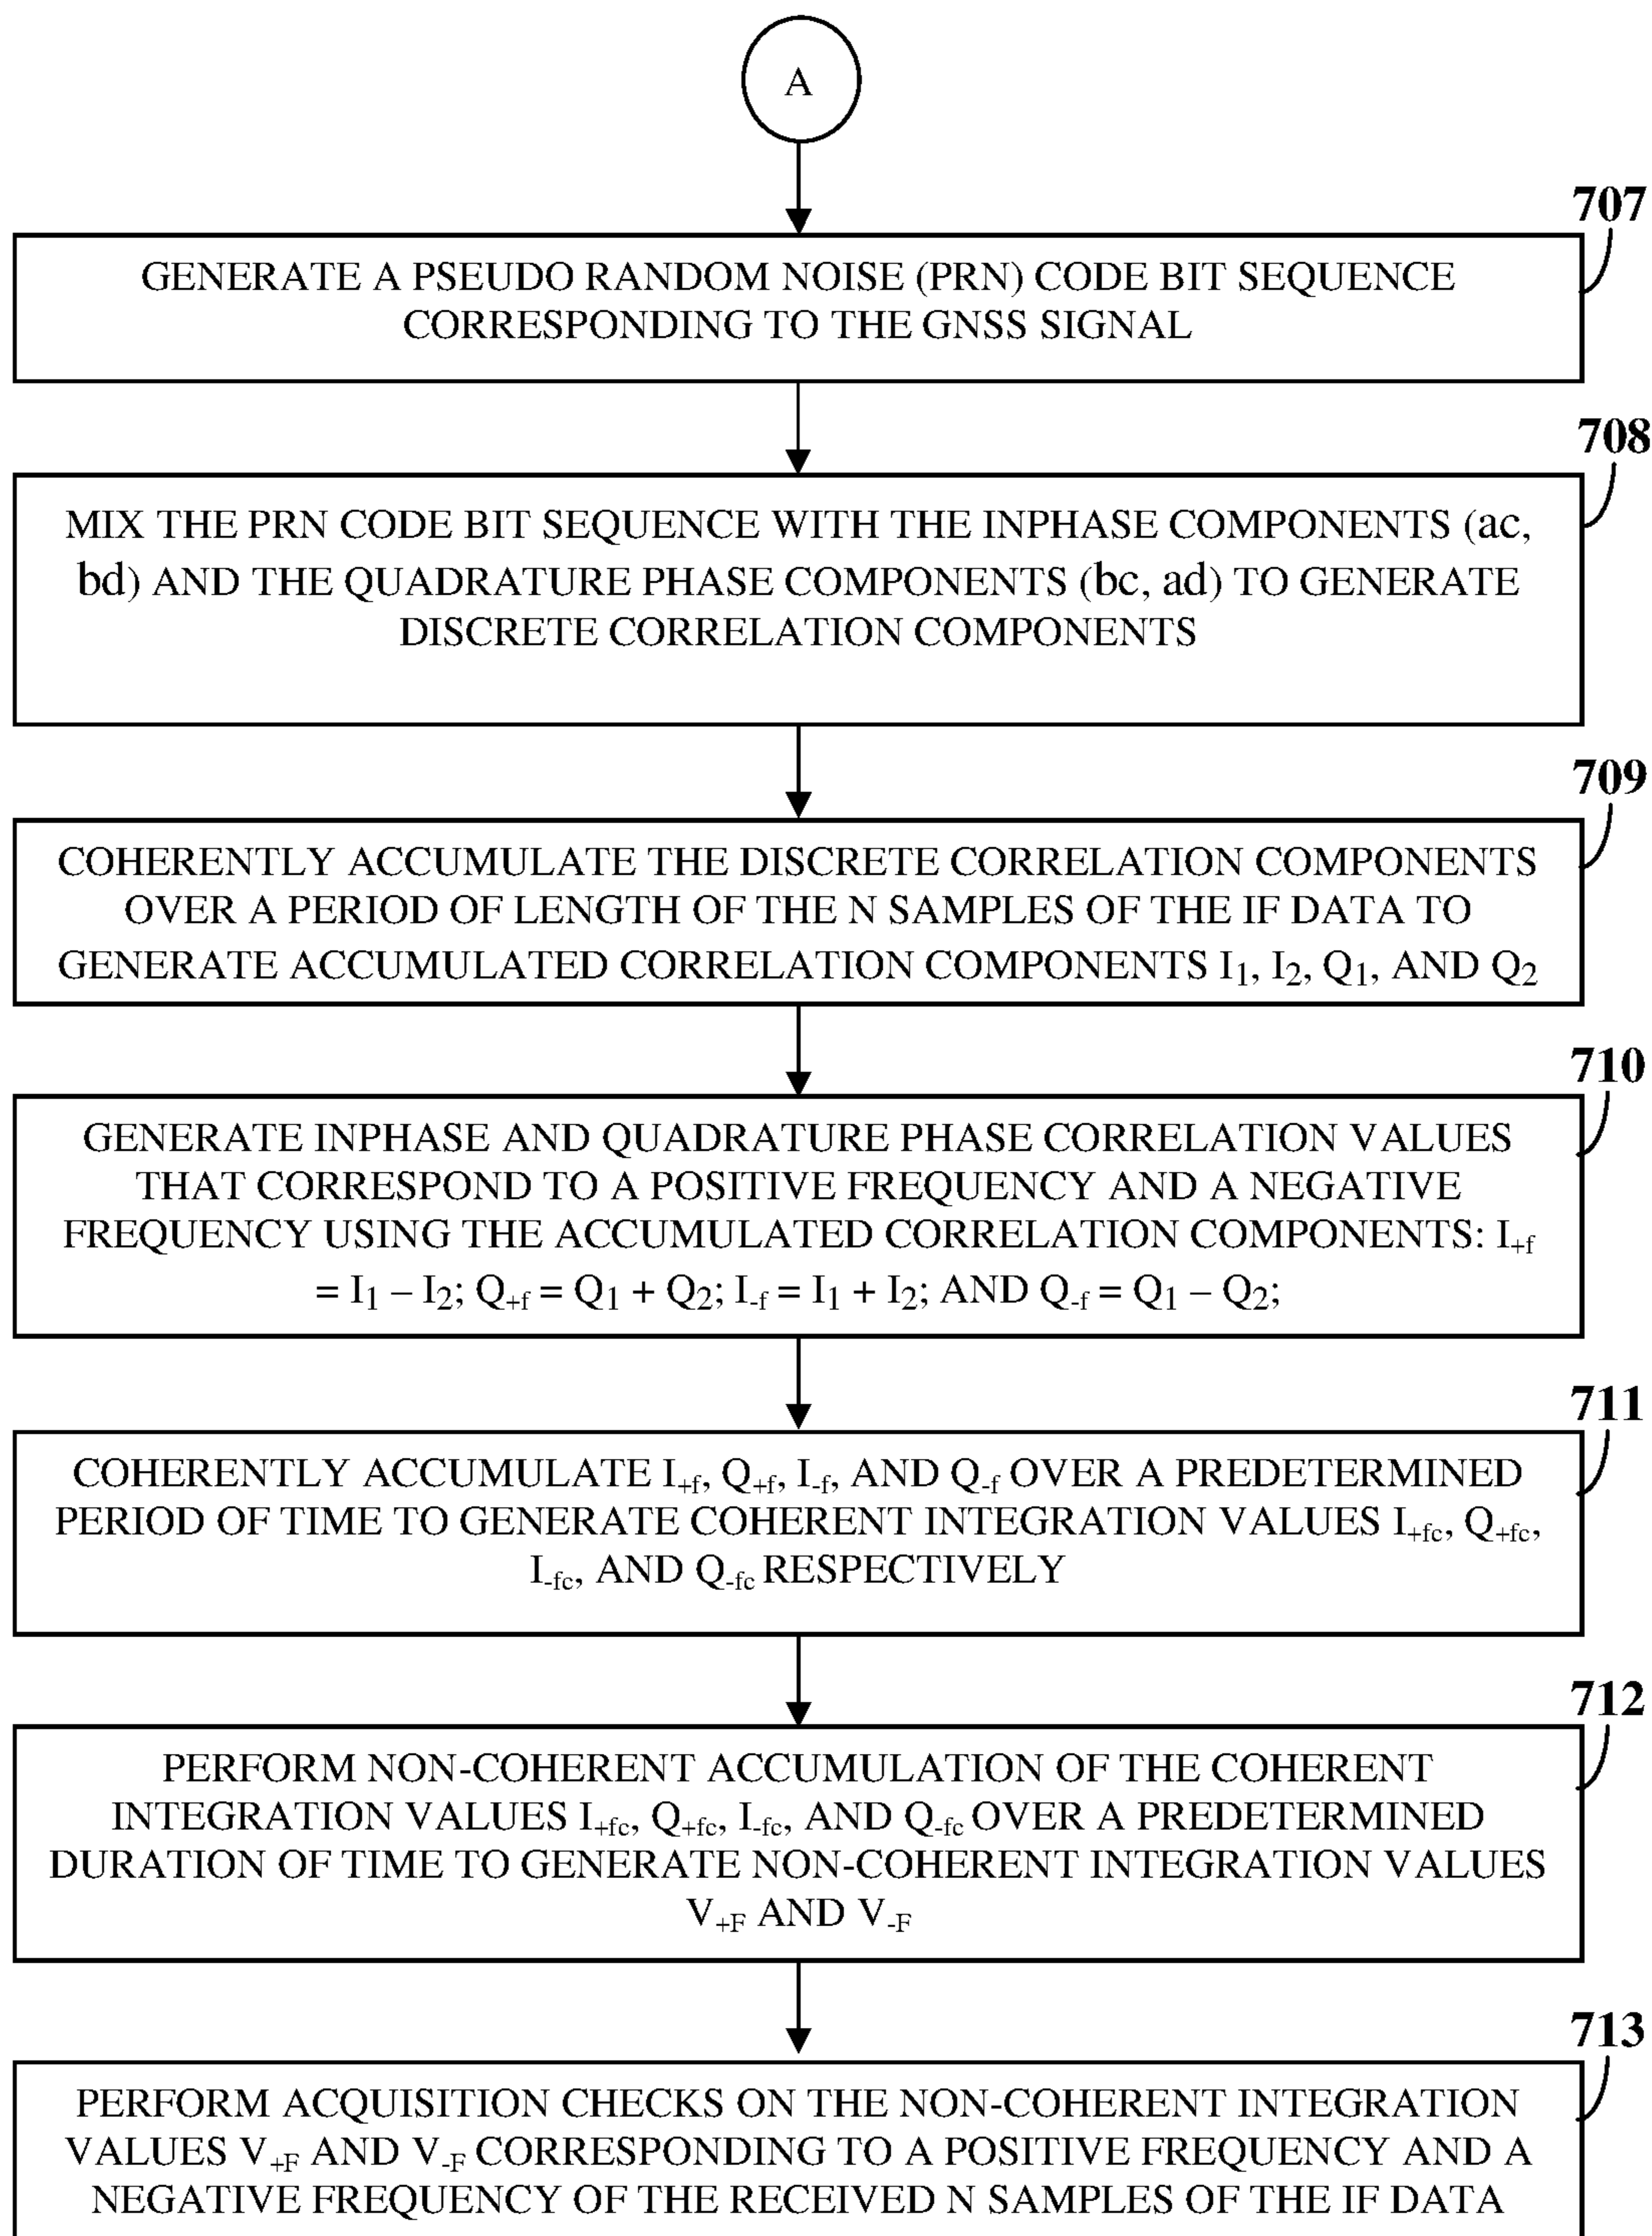 A
707
GENERATE A PSEUDO RANDOM NOISE (PRN) CODE BIT SEQUENCE
CORRESPONDING TO THE GNSS SIGNAL
708
MIX THE PRN CODE BIT SEQUENCE WITH THE INPHASE COMPONENTS (ac,
bd) AND THE QUADRATURE PHASE COMPONENTS (bc, ad) TO GENERATE
DISCRETE CORRELATION COMPONENTS
709
COHERENTLY ACCUMULATE THE DISCRETE CORRELATION COMPONENTS
OVER A PERIOD OF LENGTH OF THE N SAMPLES OF THE IF DATA TO
GENERATE ACCUMULATED CORRELATION COMPONENTS I1, I2, Q1, AND Q2
710
GENERATE INPHASE AND QUADRATURE PHASE CORRELATION VALUES
THAT CORRESPOND TO A POSITIVE FREQUENCY AND A NEGATIVE
FREQUENCY USING THE ACCUMULATED CORRELATION COMPONENTS: I+f
= I1 – I2; Q+f = Q1 + Q2; I-f = I1 + I2; AND Q-f = Q1 – Q2;
711
COHERENTLY ACCUMULATE I+f, Q+f, I-f, AND Q-f OVER A PREDETERMINED
PERIOD OF TIME TO GENERATE COHERENT INTEGRATION VALUES I+fc, Q+fc,
I-fc, AND Q-fc RESPECTIVELY
712
PERFORM NON-COHERENT ACCUMULATION OF THE COHERENT
INTEGRATION VALUES I+fc, Q+fc, I-fc, AND Q-fc OVER A PREDETERMINED
DURATION OF TIME TO GENERATE NON-COHERENT INTEGRATION VALUES
V+F AND V-F
713
PERFORM ACQUISITION CHECKS ON THE NON-COHERENT INTEGRATION
VALUES V+F AND V-F CORRESPONDING TO A POSITIVE FREQUENCY AND A
NEGATIVE FREQUENCY OF THE RECEIVED N SAMPLES OF THE IF DATA